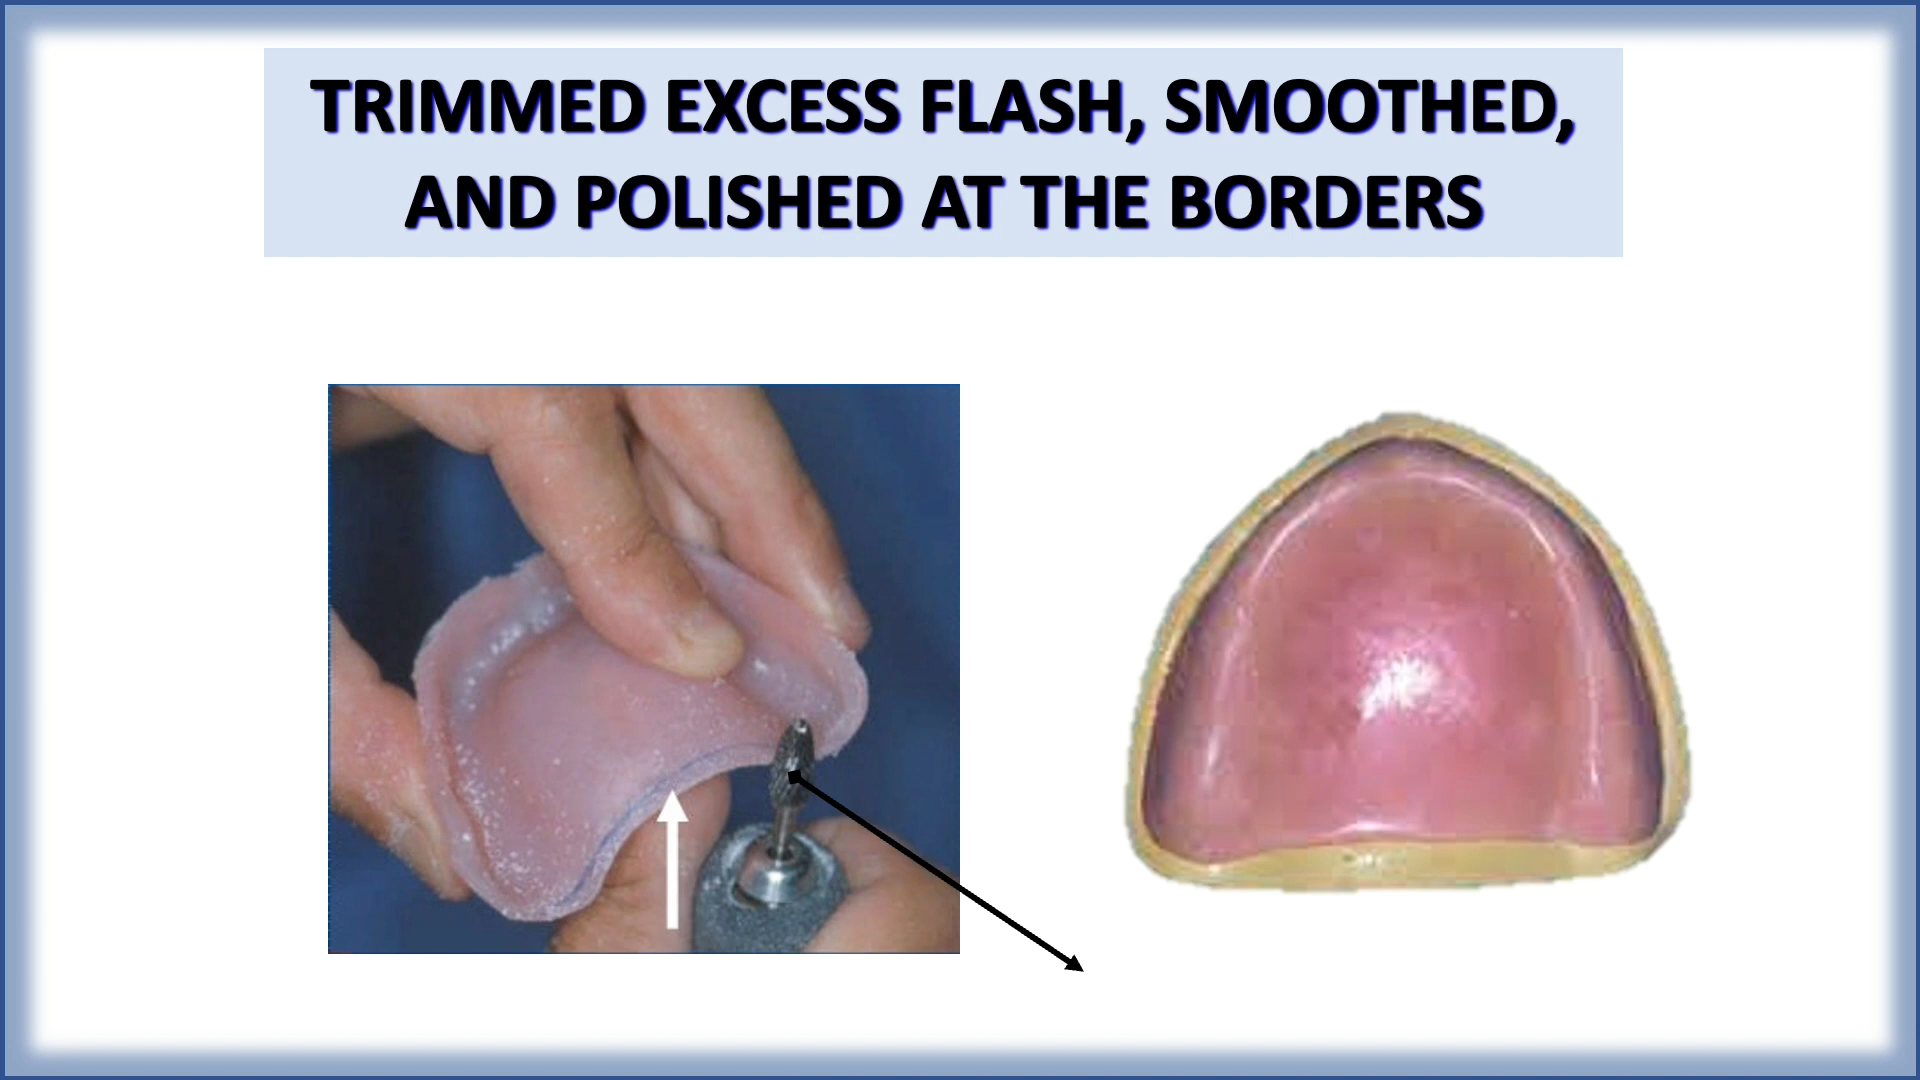 TRIMMED EXCESS FLASH, SMOOTHED,
AND POLISHED AT THE BORDERS